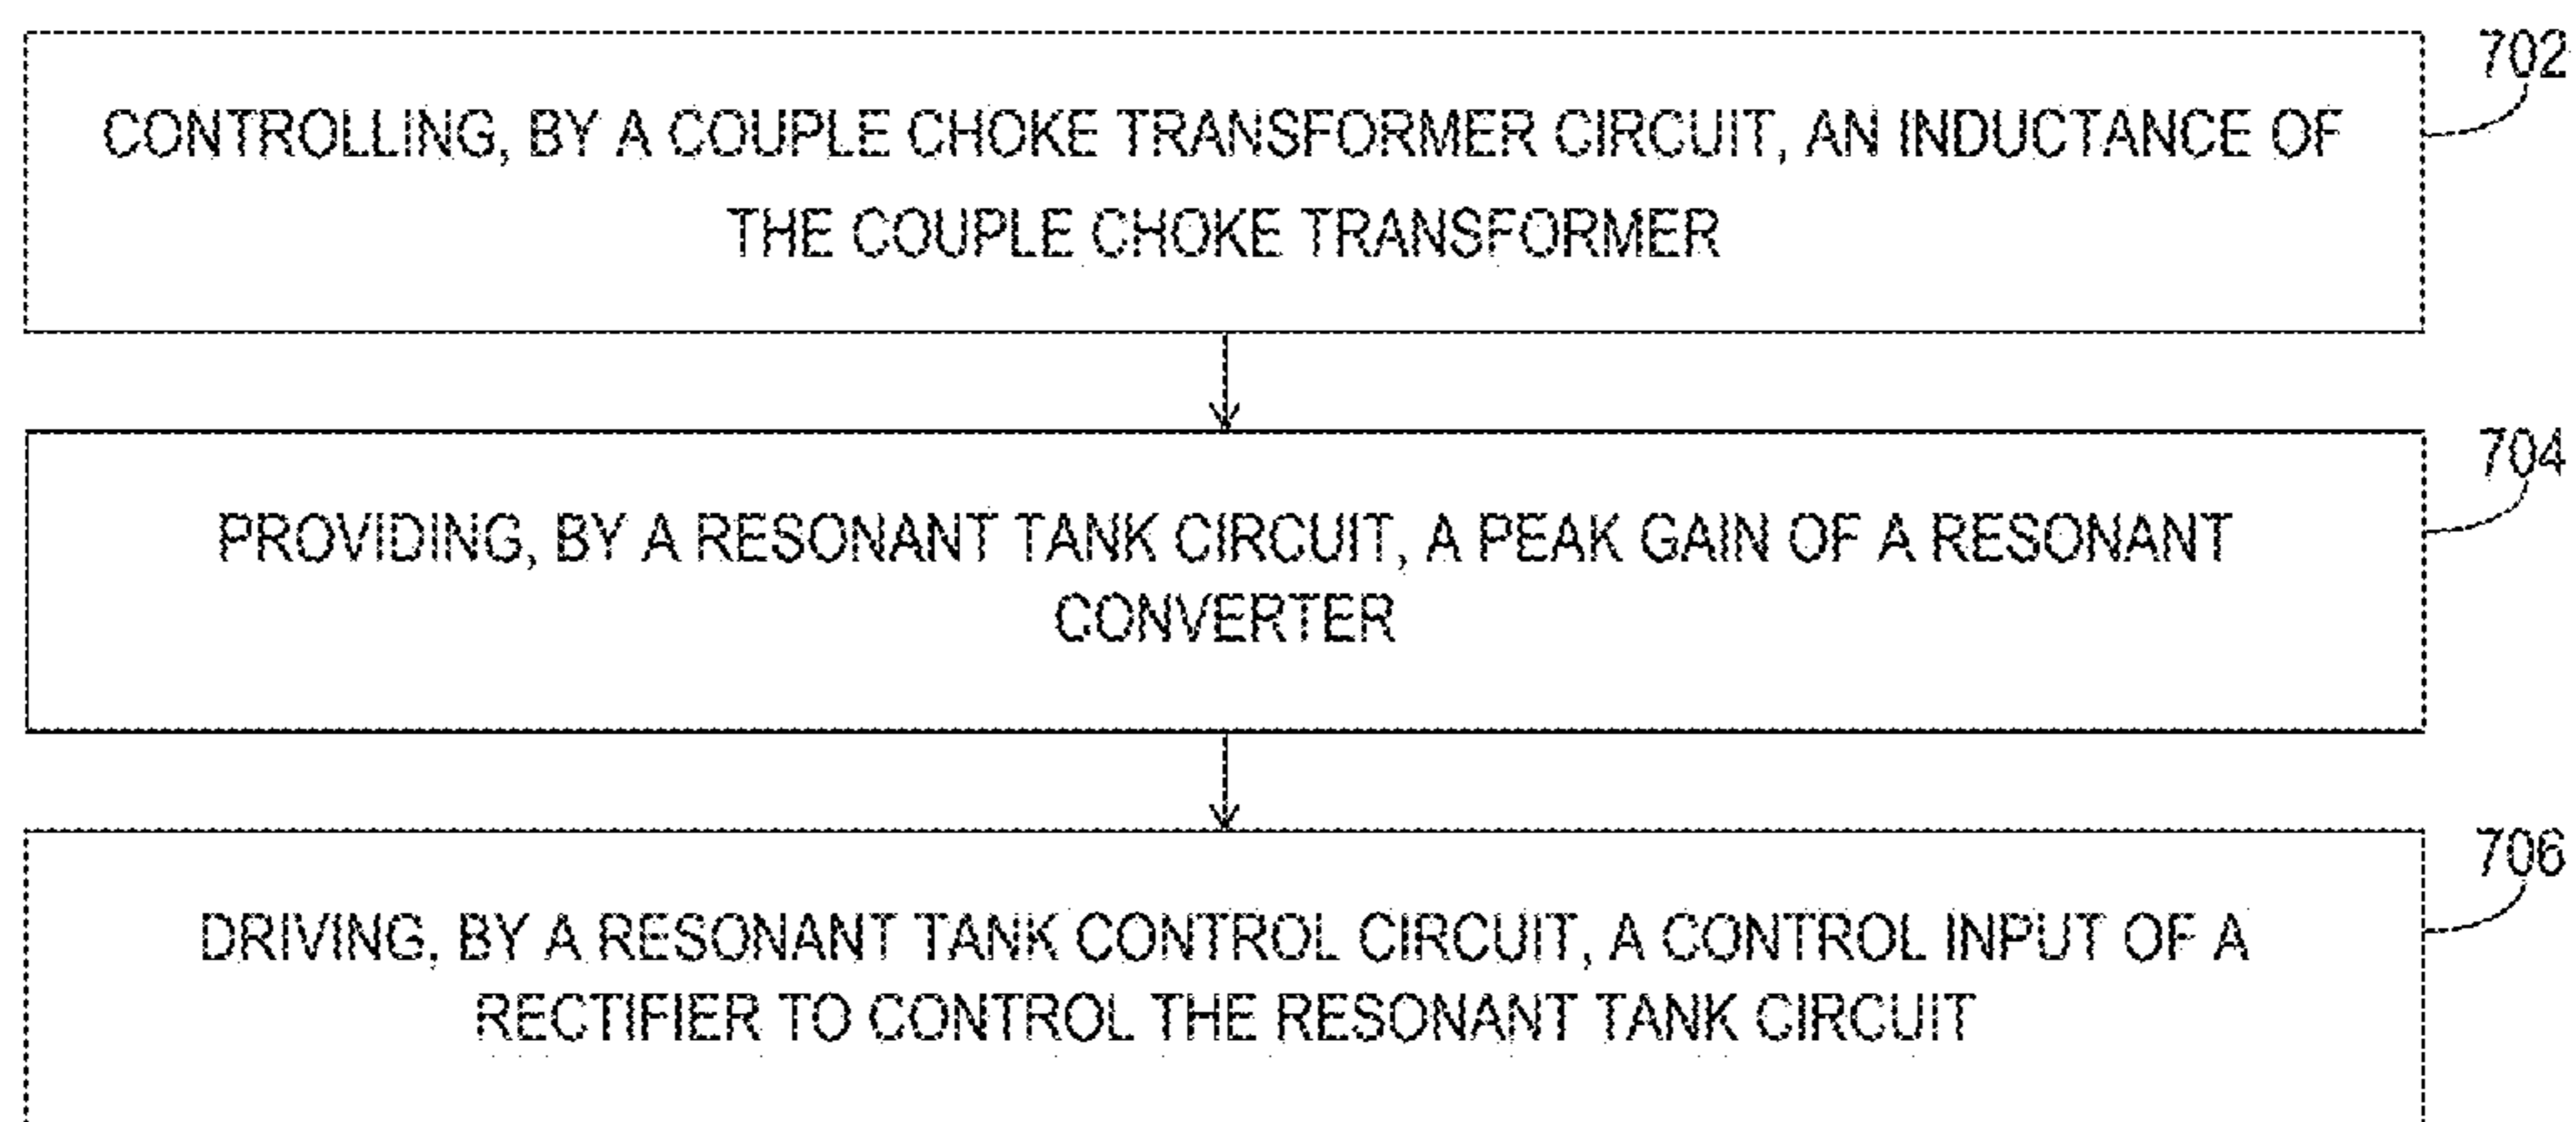 702
CONTROLLING, BY A COUPLE CHOKE TRANSFORMER CIRCUIT, AN INDUCTANCE OF
THE COUPLE CHOKE TRANSFORMER
704
PROVIDING, BY A RESONANT TANK CIRCUIT, A PEAK GAIN OF A RESONANT
CONVERTER
706
DRIVING, BY A RESONANT TANK CONTROL CIRCUIT, A CONTROL INPUT OF A
RECTIFIER TO CONTROL THE RESONANT TANK CIRCUIT